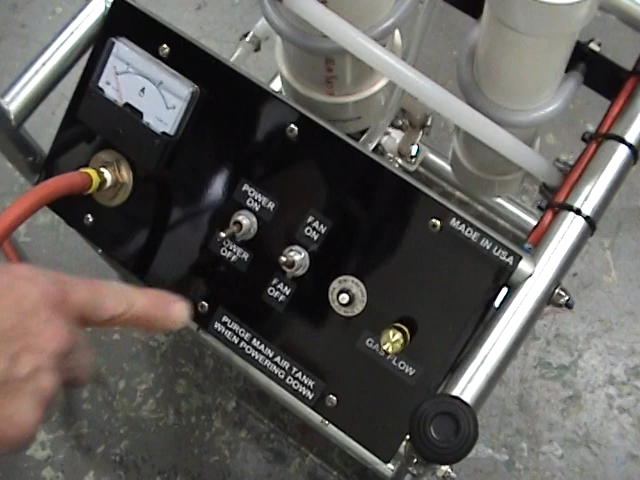 A
POWER
ON
POWER
OFF
FAN
ON
FAN
OFF
MADE IN USA
GAS FLOW
PURGE MAIN AIR TANK
WHEN POWERING DOWN